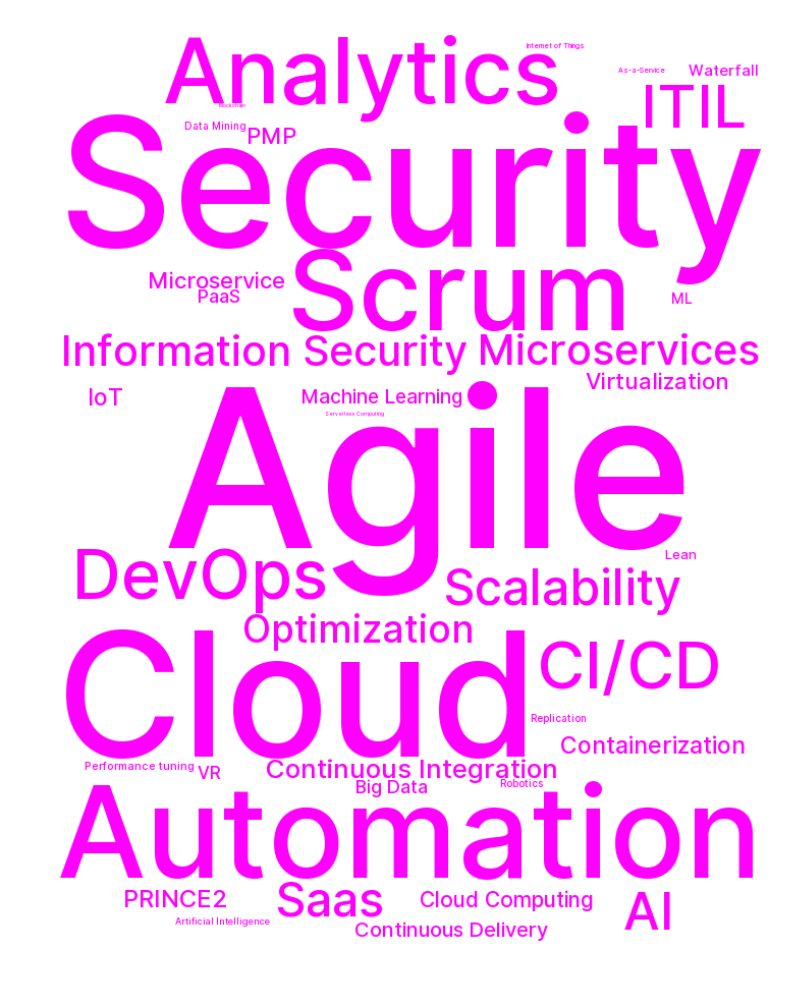 Analytics
Internet of Things
As-a-Service
Waterfall
ITIL
Blockchain
Data Mining
PMP
Security
Microservice
PaaS
Scrum
ML
Information Security
Microservices
Virtualization
IoT
Machine Learning
Serverless Computing
Agile
Lean
DevOps
Scalability
Optimization
Cloud
CI/CD
Replication
Containerization
Performance tuning
VR
Continuous Integration
Big Data
Robotics
Automation
PRINCE2
Saas
Cloud Computing
AI
Artificial Intelligence
Continuous Delivery